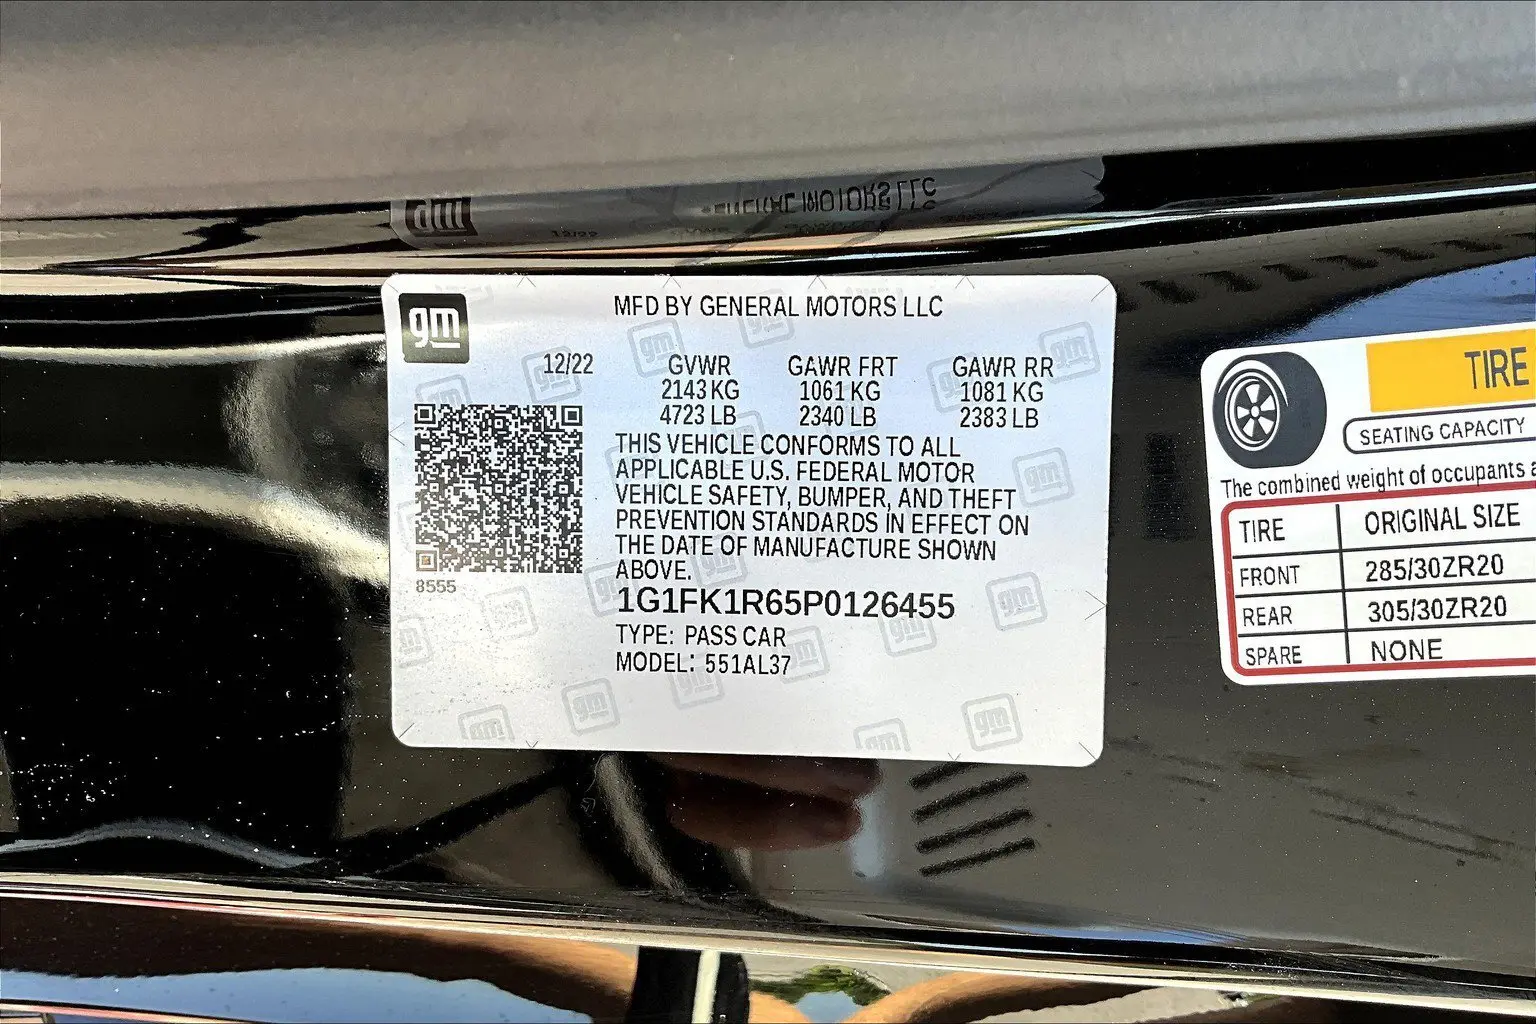 gm
MFD BY GENERAL MOTORS LLC
12/22 GVWR GAWR FRT GAWR RR
2143 KG 1061 KG 1081 KG
4723 LB 2340 LB 2383 LB
THIS VEHICLE CONFORMS TO ALL
APPLICABLE U.S. FEDERAL MOTOR
VEHICLE SAFETY, BUMPER, AND THEFT
PREVENTION STANDARDS IN EFFECT ON
THE DATE OF MANUFACTURE SHOWN
ABOVE.
8555
1G1FK1R65P0126455
TYPE: PASS CAR
MODEL: 551AL37
TIRE
SEATING CAPACITY
The combined weight of occupants
TIRE ORIGINAL SIZE
FRONT 285/30ZR20
REAR 305/30ZR20
SPARE NONE